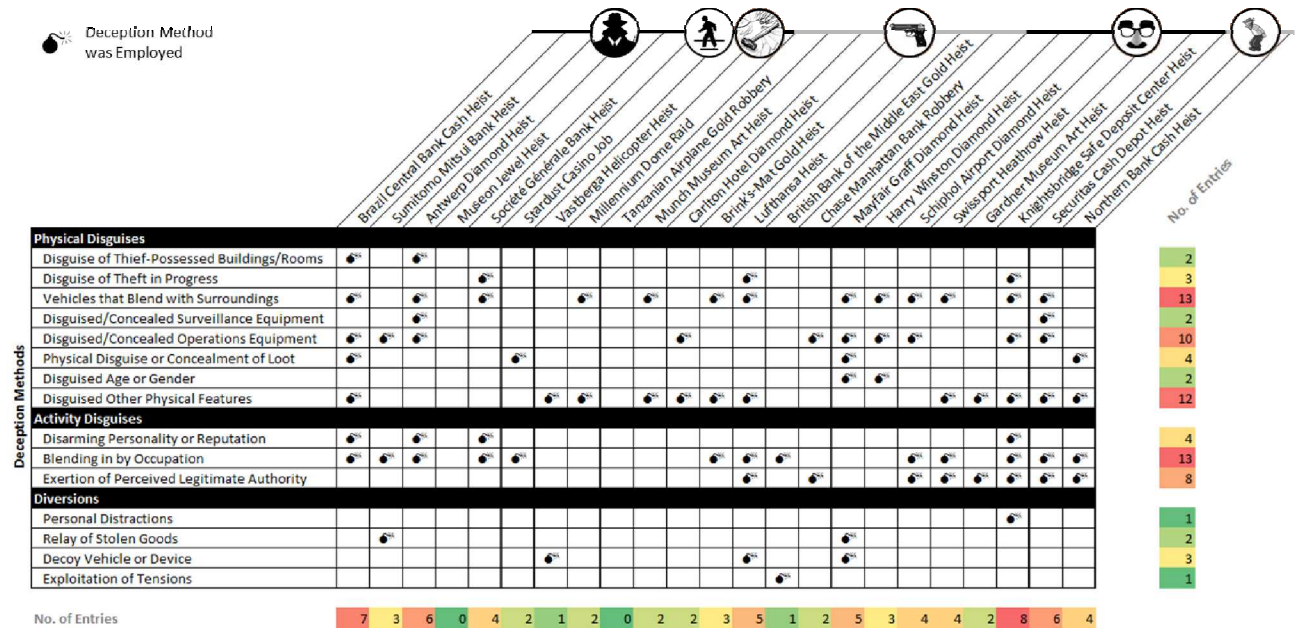 Deception Method
was Employed
Brazil Central Bank Cash Heist
Sumitomo Mitsui Bank Heist
Antwerp Diamond Heist
Museon Jewel Heist
Société Générale Bank Heist
Stardust Casino Job
Vastberga Helicopter Heist
Millennium Dome Raid
Tanzanian Airplane Gold Robbery
Munch Museum Art Heist
Carlton Hotel Diamond Heist
Brink's-Mat Gold Heist
Lufthansa Heist
British Bank of the Middle East Gold Heist
Chase Manhattan Bank Robbery
Mayfair Graff Diamond Heist
Harry Winston Diamond Heist
Schiphol Airport Diamond Heist
Swissport Heathrow Heist
Gardner Museum Art Heist
Knightsbridge Safe Deposit Center Heist
Securitas Cash Depot Heist
Northern Bank Cash Heist
No. of Entries
Deception Methods
Physical Disguises
Disguise of Thief-Possessed Buildings/Rooms 2
Disguise of Theft in Progress 3
Vehicles that Blend with Surroundings 13
Disguised/Concealed Surveillance Equipment 2
Disguised/Concealed Operations Equipment 10
Physical Disguise or Concealment of Loot 4
Disguised Age or Gender 2
Disguised Other Physical Features 12
Activity Disguises
Disarming Personality or Reputation 4
Blending in by Occupation 13
Exertion of Perceived Legitimate Authority 8
Diversions
Personal Distractions 1
Relay of Stolen Goods 2
Decoy Vehicle or Device 3
Exploitation of Tensions 1
No. of Entries 7 3 6 0 4 2 1 2 0 2 2 3 5 1 2 5 3 4 4 2 8 6 4